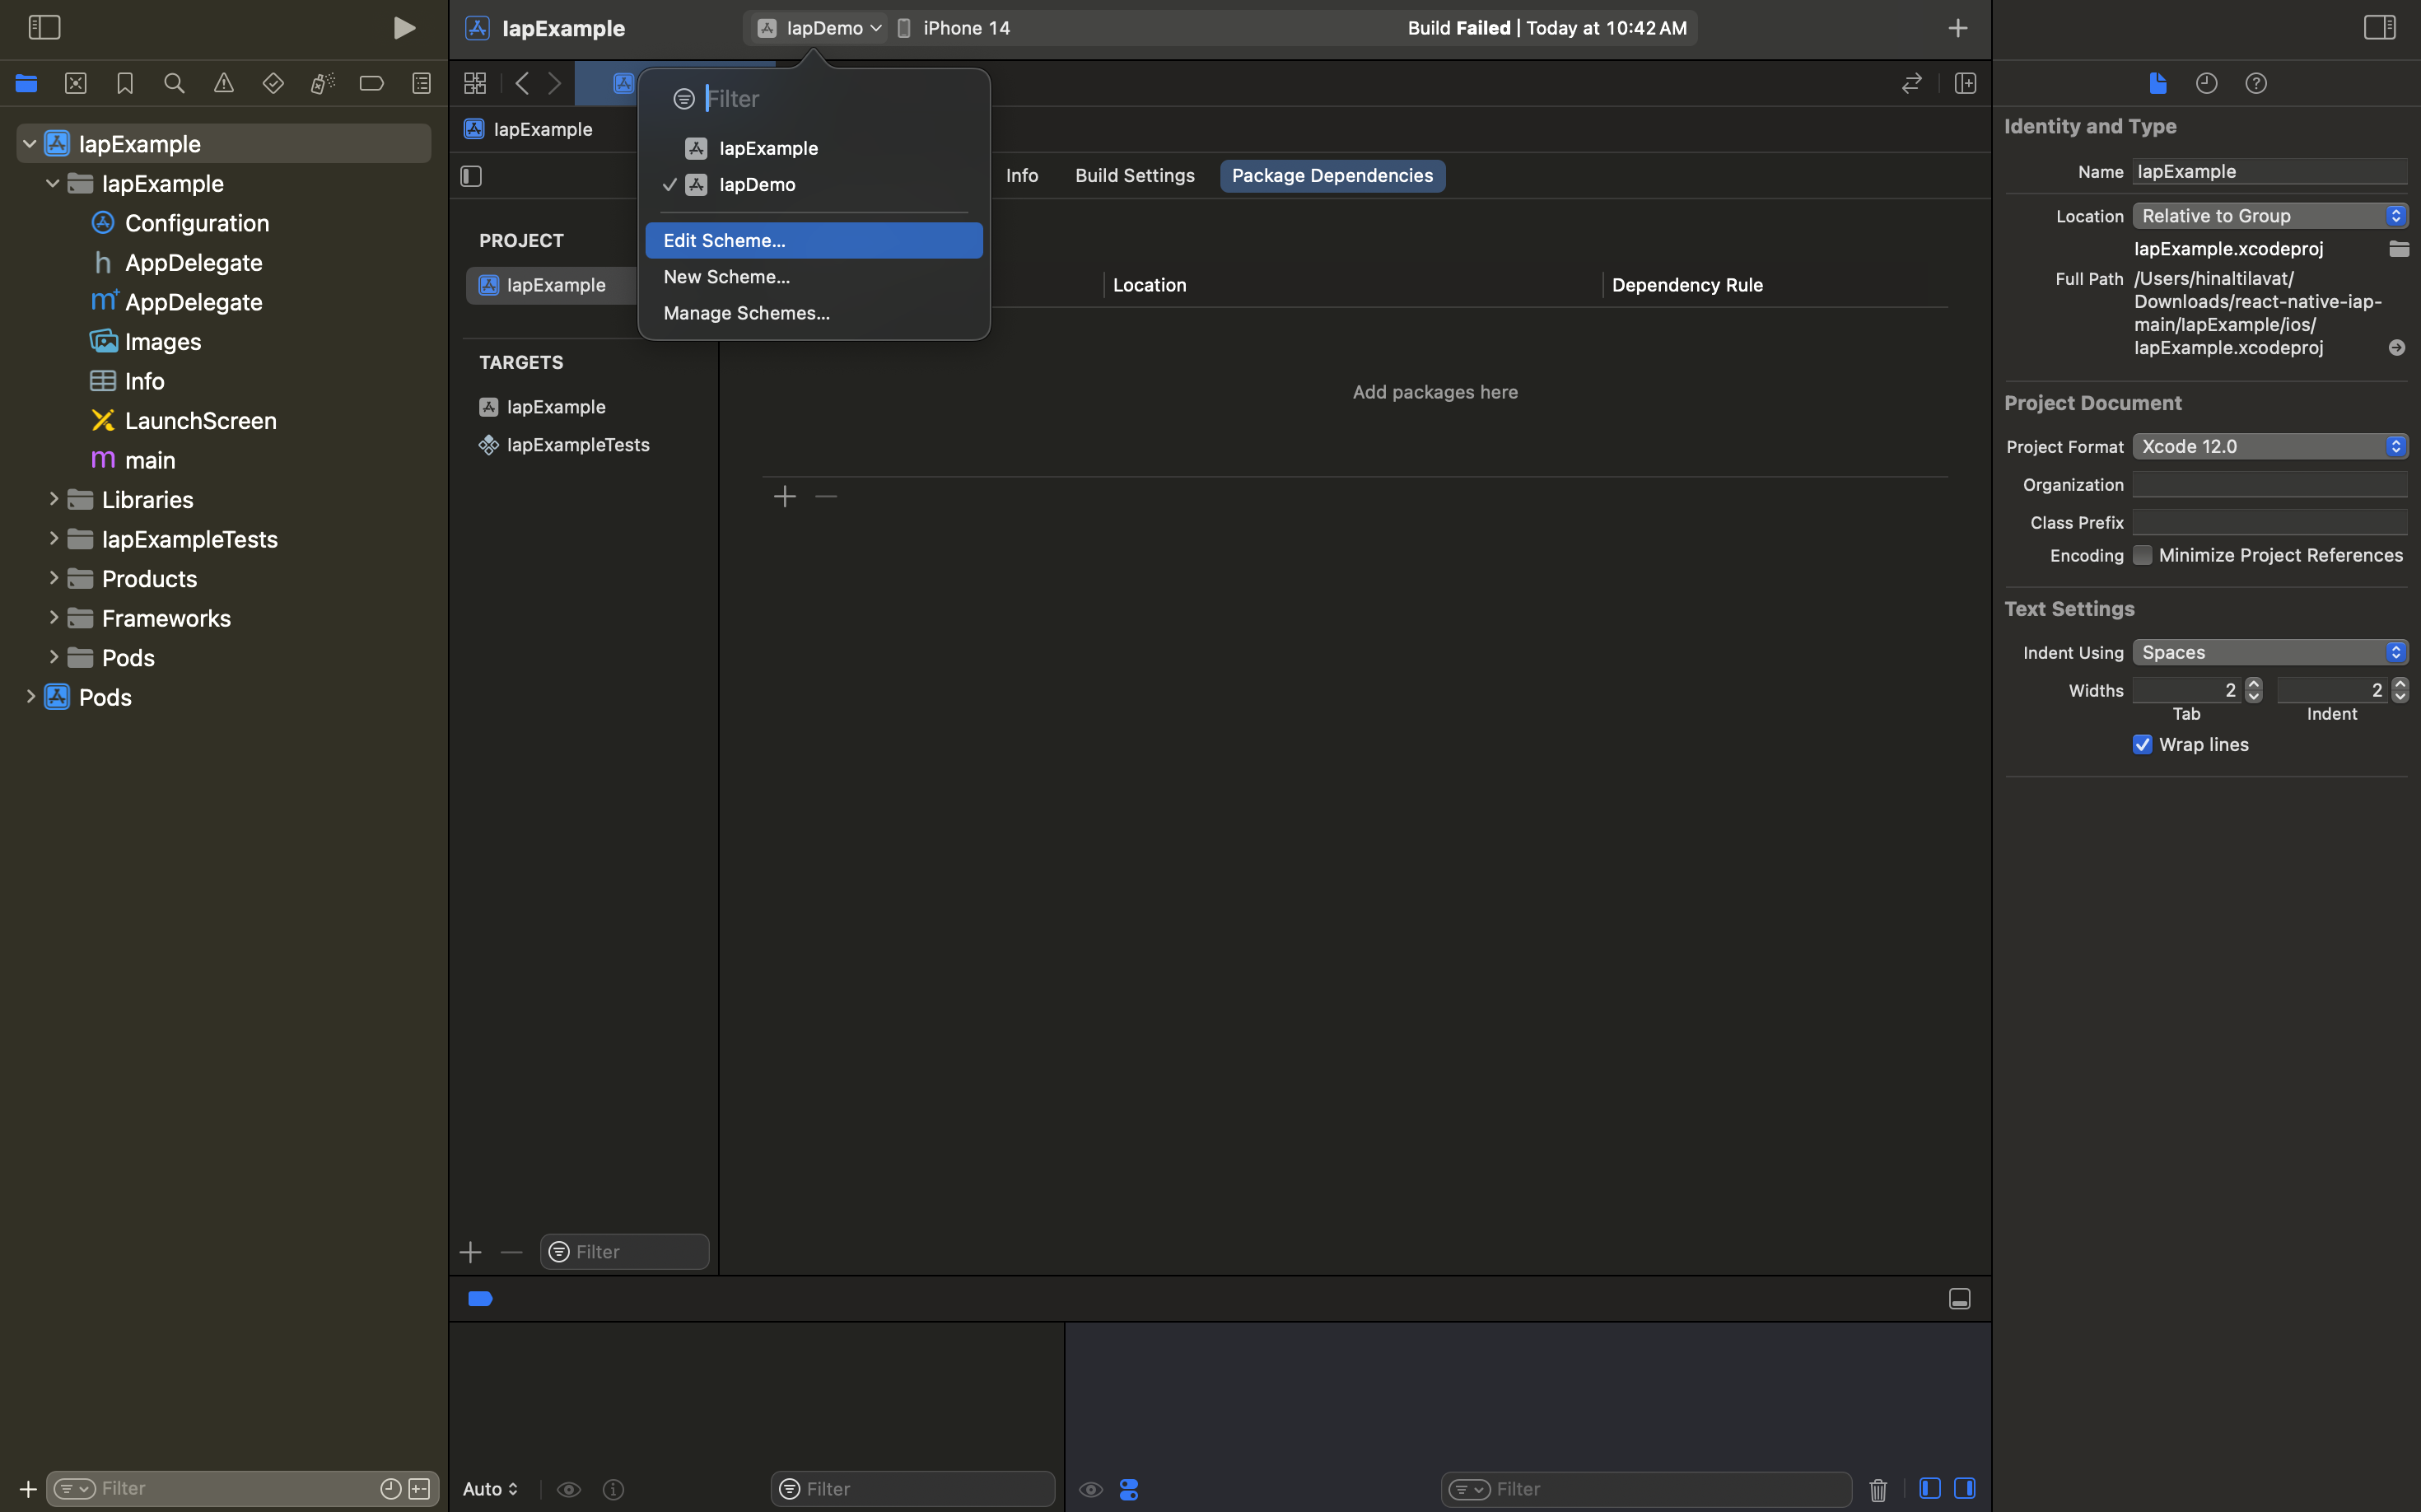 IapExample
IapDemo
iPhone 14
Build Failed | Today at 10:42 AM
Filter
IapExample
IapDemo
Edit Scheme...
New Scheme...
Manage Schemes...
IapExample
IapExample
Configuration
h AppDelegate
m+ AppDelegate
Images
Info
LaunchScreen
m main
Libraries
IapExampleTests
Products
Frameworks
Pods
Pods
Filter
IapExample
Info
Build Settings
Package Dependencies
PROJECT
IapExample
TARGETS
IapExample
IapExampleTests
Location
Dependency Rule
Add packages here
Filter
Auto
Filter
Filter
Identity and Type
Name IapExample
Location Relative to Group
IapExample.xcodeproj
Full Path /Users/hinaltilavat/
Downloads/react-native-iap-
main/IapExample/ios/
IapExample.xcodeproj
Project Document
Project Format Xcode 12.0
Organization
Class Prefix
Encoding Minimize Project References
Text Settings
Indent Using Spaces
Widths 2 2
Tab Indent
Wrap lines